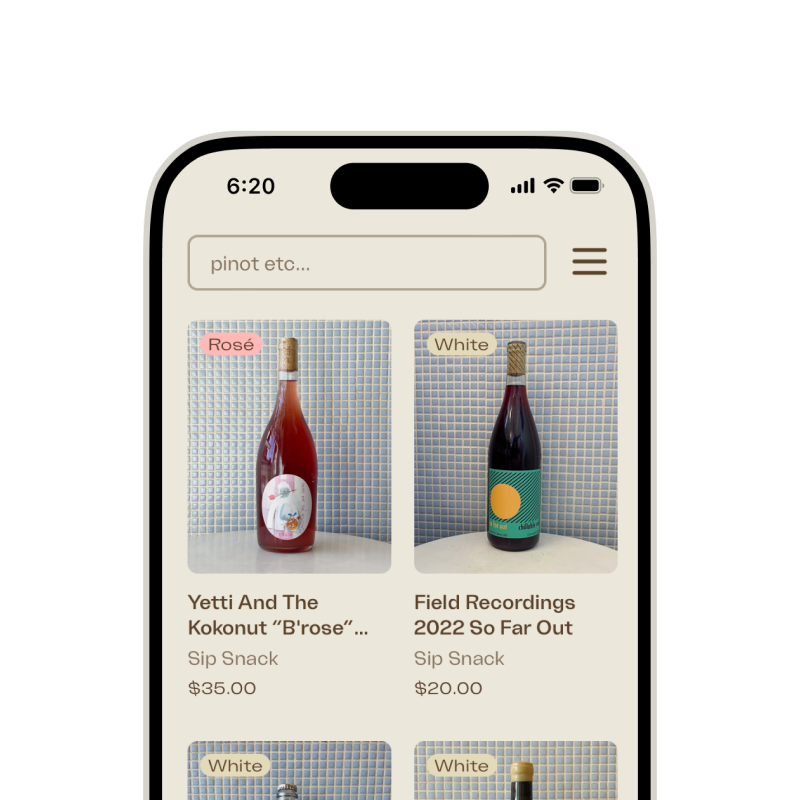 6:20
pinot etc...
Rosé
White
Yetti And The
Kokonut “B'rose”...
Field Recordings
2022 So Far Out
Sip Snack
Sip Snack
$35.00
$20.00
White
White